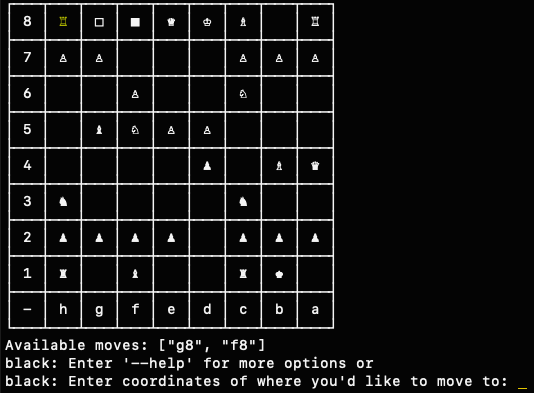 8 ♖ □ ■ ♛ ♔ ♗ ♖
7 ♙ ♙ ♙ ♙ ♙
6 ♙ ♘
5 ♝ ♘ ♙ ♙
4 ♟ ♗ ♛
3 ♞ ♞
2 ♟ ♟ ♟ ♟ ♟ ♟ ♟
1 ♜ ♝ ♜ ♚
– h g f e d c b a
Available moves: ["g8", "f8"]
black: Enter '--help' for more options or
black: Enter coordinates of where you'd like to move to: _